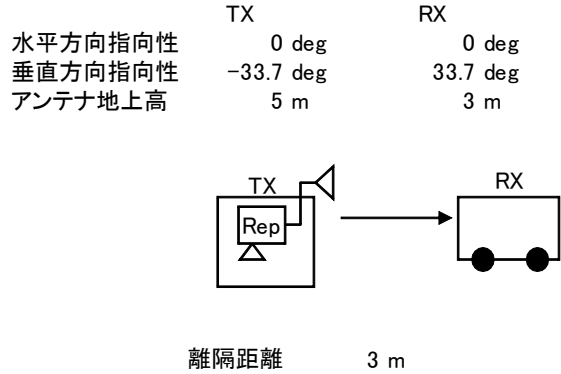 TX RX
水平方向指向性 0 deg 0 deg
垂直方向指向性 -33.7 deg 33.7 deg
アンテナ地上高 5 m 3 m
TX RX
Rep
離隔距離 3 m